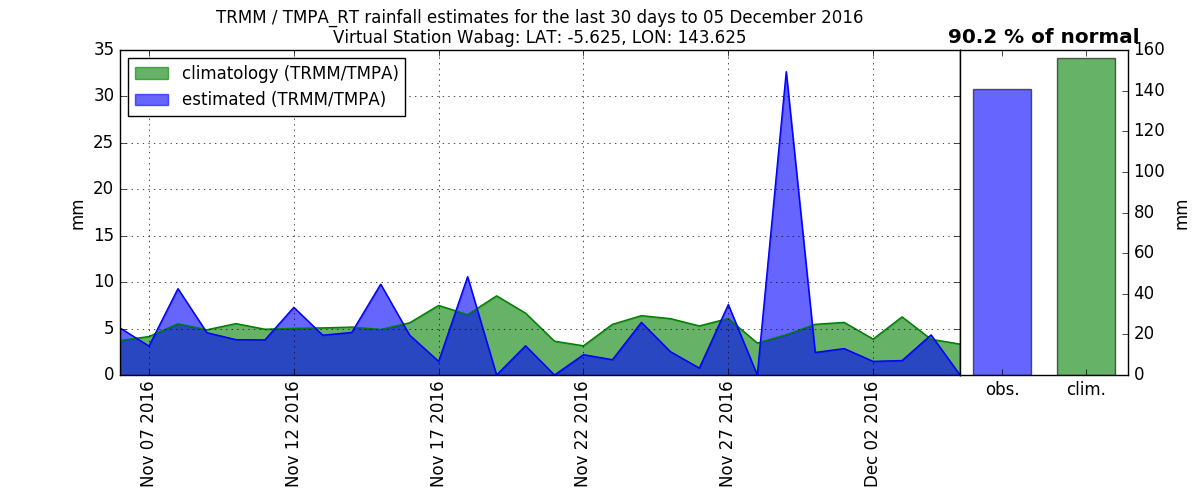 TRMM / TMPA_RT rainfall estimates for the last 30 days to 05 December 2016
Virtual Station Wabag: LAT: -5.625, LON: 143.625
90.2 % of normal
climatology (TRMM/TMPA)
estimated (TRMM/TMPA)
35
30
25
20
15
10
5
0
mm
Nov 07 2016
Nov 12 2016
Nov 17 2016
Nov 22 2016
Nov 27 2016
Dec 02 2016
160
140
120
100
80
60
40
20
0
mm
obs.
clim.